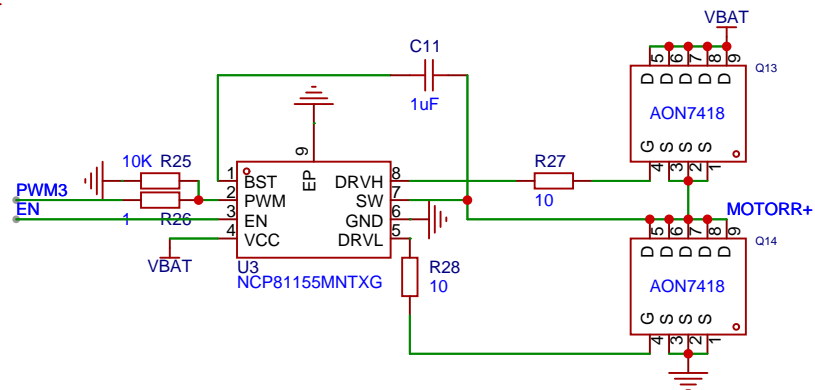 VBAT
C11
1uF
5 6 7 8 9
D D D D D
Q13
AON7418
G S S S
4 3 2 1
9
EP
10K R25
PWM3
EN
1 R26
1 BST
2 PWM
3 EN
4 VCC
DRVH 8
SW 7
GND 6
DRVL 5
VBAT
U3
NCP81155MNTXG
R27
10
R28
10
MOTORR+
5 6 7 8 9
D D D D D
Q14
AON7418
G S S S
4 3 2 1